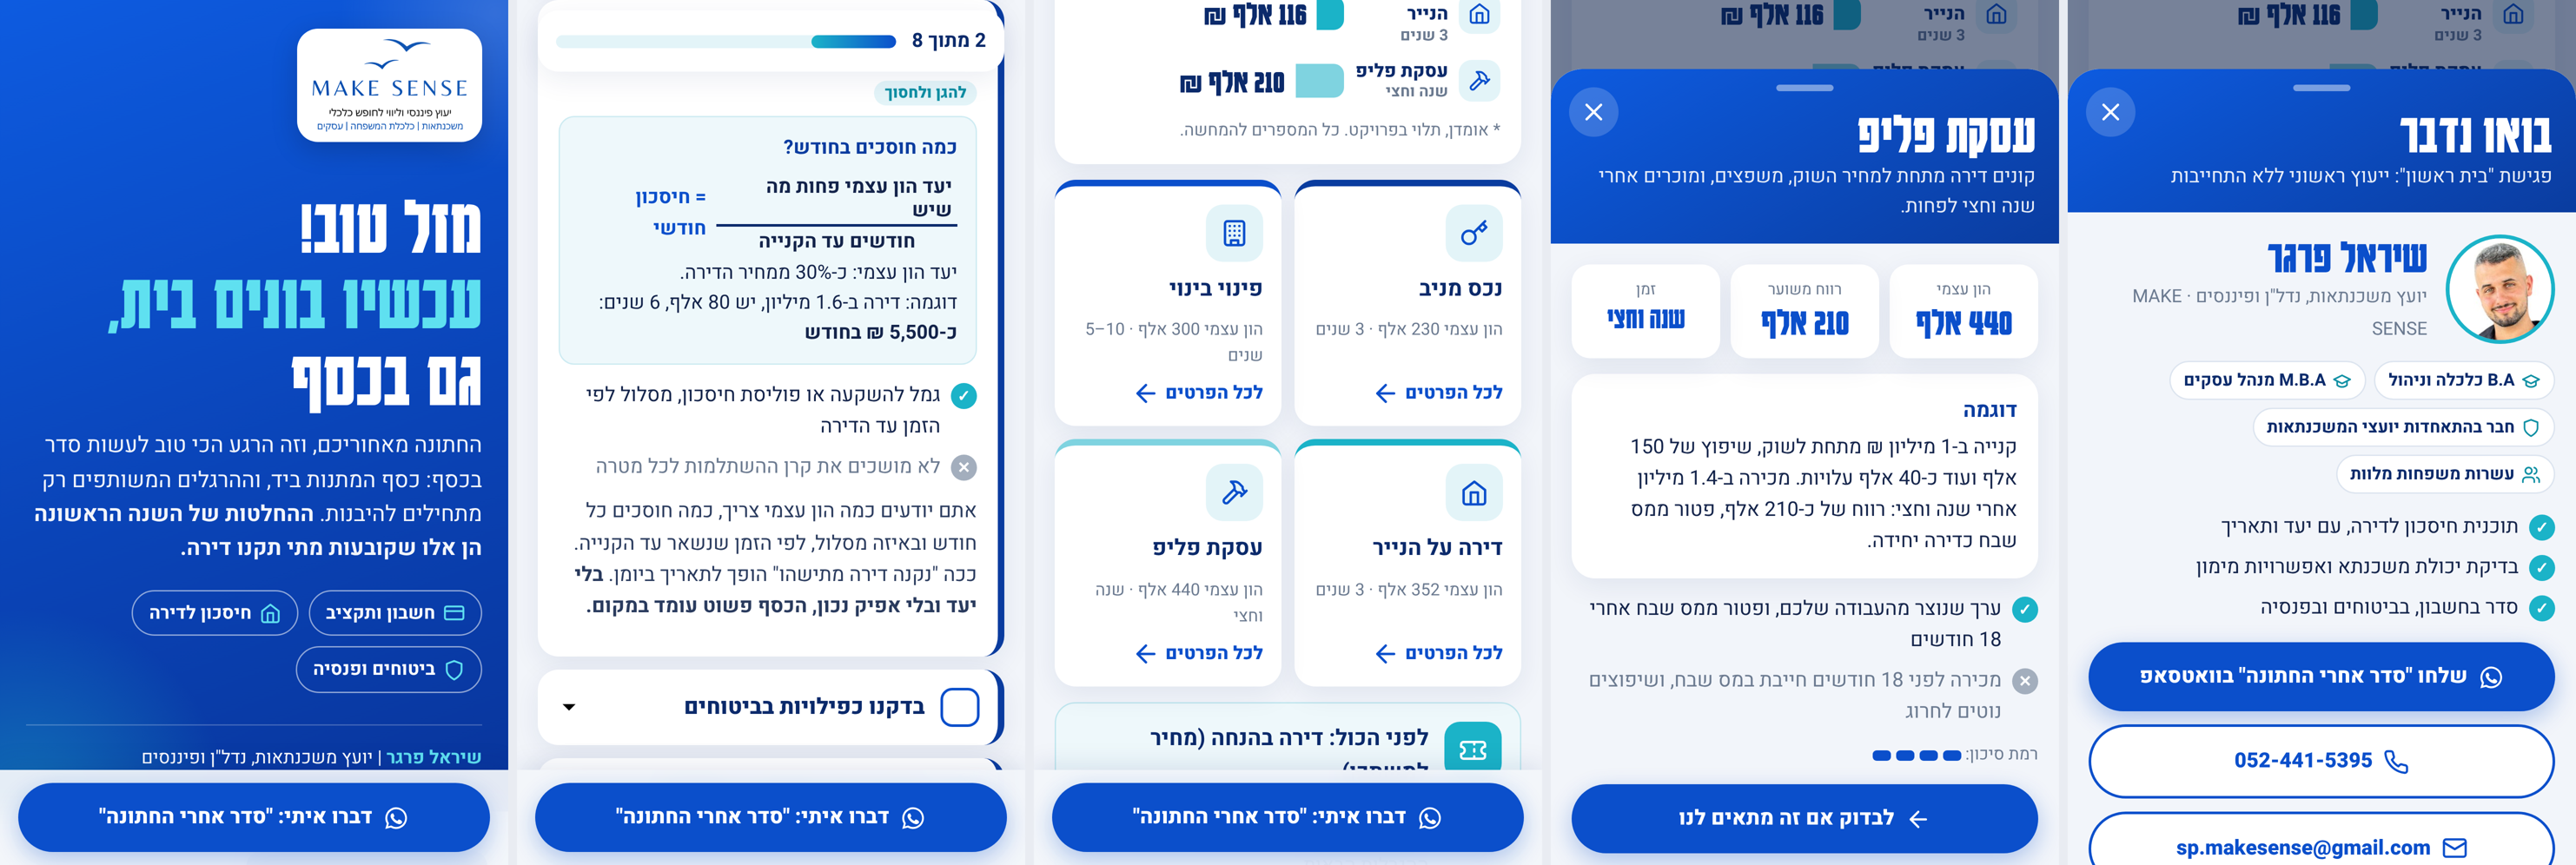 MAKE SENSE
יעוץ פיננסי וליווי לחופש כלכלי
משכנתאות | כלכלת המשפחה | עסקים
מזל טוב!
עכשיו בונים בית,
גם בכסף
החתונה מאחוריכם, וזה הרגע הכי טוב לעשות סדר
בכסף: כסף המתנות ביד, וההרגלים המשותפים רק
מתחילים להיבנות. ההחלטות של השנה הראשונה
הן אלו שקובעות מתי תקנו דירה.
חשבון ותקציב
חיסכון לדירה
ביטוחים ופנסיה
שיראל פרגר | יועץ משכנתאות, נדל"ן ופיננסים
דברו איתי: "סדר אחרי החתונה"
2 מתוך 8
להגן ולחסוך
כמה חוסכים בחודש?
יעד הון עצמי פחות מה
שיש
חודשים עד הקנייה
= חיסכון
חודשי
יעד הון עצמי: כ-30% ממחיר הדירה.
דוגמה: דירה ב-1.6 מיליון, יש 80 אלף, 6 שנים:
כ-5,500 ₪ בחודש
גמל להשקעה או פוליסת חיסכון, מסלול לפי
הזמן עד הדירה
לא מושכים את קרן ההשתלמות לכל מטרה
אתם יודעים כמה הון עצמי צריך, כמה חוסכים כל
חודש ובאיזה מסלול, לפי הזמן שנשאר עד הקנייה.
ככה "נקנה דירה מתישהו" הופך לתאריך ביומן. בלי
יעד ובלי אפיק נכון, הכסף פשוט עומד במקום.
בדקנו כפילויות בביטוחים
דברו איתי: "סדר אחרי החתונה"
הנייר
3 שנים
116 אלף ₪
עסקת פליפ
שנה וחצי
210 אלף ₪
* אומדן, תלוי בפרויקט. כל המספרים להמחשה.
נכס מניב
הון עצמי 230 אלף · 3 שנים
לכל הפרטים
פינוי בינוי
הון עצמי 300 אלף · 5–10
שנים
לכל הפרטים
דירה על הנייר
הון עצמי 352 אלף · 3 שנים
לכל הפרטים
עסקת פליפ
הון עצמי 440 אלף · שנה
וחצי
לכל הפרטים
לפני הכול: דירה בהנחה (מחיר
למשתכן)
דברו איתי: "סדר אחרי החתונה"
הנייר
3 שנים
116 אלף ₪
עסקת פליפ
קונים דירה מתחת למחיר השוק, משפצים, ומוכרים אחרי
שנה וחצי לפחות.
הון עצמי
440 אלף
רווח משוער
210 אלף
זמן
שנה וחצי
דוגמה
קנייה ב-1 מיליון ₪ מתחת לשוק, שיפוץ של 150
אלף ועוד כ-40 אלף עלויות. מכירה ב-1.4 מיליון
אחרי שנה וחצי: רווח של כ-210 אלף, פטור ממס
שבח כדירה יחידה.
ערך שנוצר מהעבודה שלכם, ופטור ממס שבח אחרי
18 חודשים
מכירה לפני 18 חודשים חייבת במס שבח, ושיפוצים
נוטים לחרוג
רמת סיכון:
לבדוק אם זה מתאים לנו
הנייר
3 שנים
116 אלף ₪
בואו נדבר
פגישת "בית ראשון": ייעוץ ראשוני ללא התחייבות
שיראל פרגר
יועץ משכנתאות, נדל"ן ופיננסים · MAKE
SENSE
B.A כלכלה וניהול
M.B.A מנהל עסקים
חבר בהתאחדות יועצי המשכנתאות
עשרות משפחות מלוות
תוכנית חיסכון לדירה, עם יעד ותאריך
בדיקת יכולת משכנתא ואפשרויות מימון
סדר בחשבון, בביטוחים ובפנסיה
שלחו "סדר אחרי החתונה" בוואטסאפ
052-441-5395
sp.makesense@gmail.com